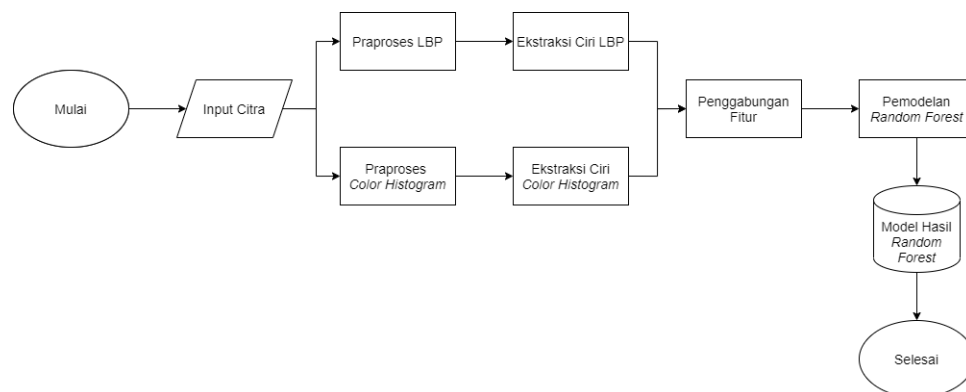 Mulai
Input Citra
Praproses LBP
Ekstraksi Ciri LBP
Praproses
Color Histogram
Ekstraksi Ciri
Color Histogram
Penggabungan
Fitur
Pemodelan
Random Forest
Model Hasil
Random
Forest
Selesai